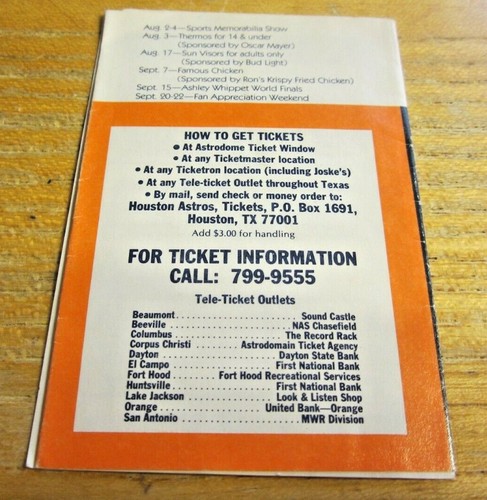 Aug. 2-4—Sports Memorabilia Show
Aug. 3—Thermos for 14 & under
(Sponsored by Oscar Mayer)
Aug. 17—Sun Visors for adults only
(Sponsored by Bud Light)
Sept. 7—Famous Chicken
(Sponsored by Ron's Krispy Fried Chicken)
Sept. 15—Ashley Whippet World Finals
Sept. 20-22—Fan Appreciation Weekend
HOW TO GET TICKETS
• At Astrodome Ticket Window
• At any Ticketmaster location
• At any Ticketron location (including Joske's)
• At any Tele-ticket Outlet throughout Texas
• By mail, send check or money order to:
Houston Astros, Tickets, P.O. Box 1691,
Houston, TX 77001
Add $3.00 for handling
FOR TICKET INFORMATION
CALL: 799-9555
Tele-Ticket Outlets
Beaumont.......................Sound Castle
Beeville.......................NAS Chasefield
Columbus.......................The Record Rack
Corpus Christi.......Astrodomain Ticket Agency
Dayton.......................Dayton State Bank
El Campo.......................First National Bank
Fort Hood.......Fort Hood Recreational Services
Huntsville.......................First National Bank
Lake Jackson.......................Look & Listen Shop
Orange.......................United Bank—Orange
San Antonio.......................MWR Division